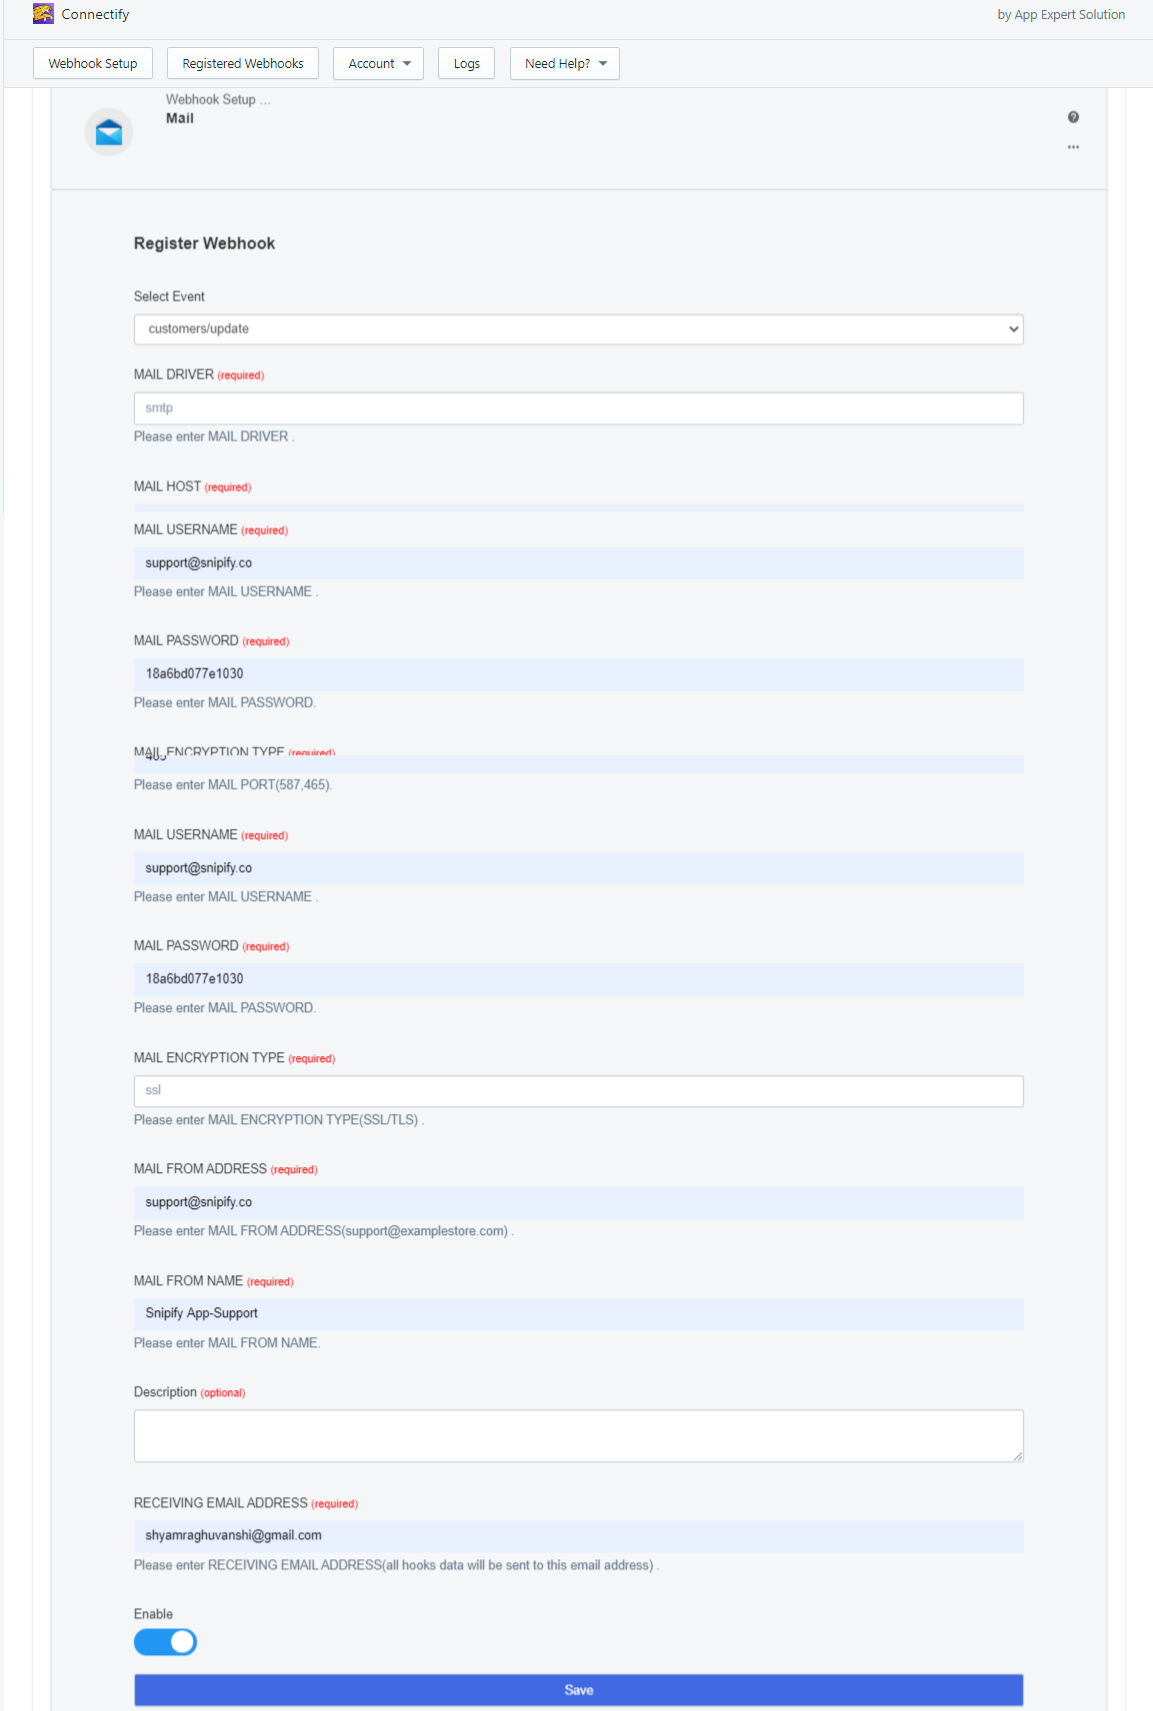 Connectify
by App Expert Solution
Webhook Setup
Registered Webhooks
Account
Logs
Need Help?
Webhook Setup ...
Mail
Register Webhook
Select Event
customers/update
MAIL DRIVER (required)
smtp
Please enter MAIL DRIVER .
MAIL HOST (required)
MAIL USERNAME (required)
support@snipify.co
Please enter MAIL USERNAME .
MAIL PASSWORD (required)
18a6bd077e1030
Please enter MAIL PASSWORD.
MAIL ENCRYPTION TYPE (required)
Please enter MAIL PORT(587,465).
MAIL USERNAME (required)
support@snipify.co
Please enter MAIL USERNAME .
MAIL PASSWORD (required)
18a6bd077e1030
Please enter MAIL PASSWORD.
MAIL ENCRYPTION TYPE (required)
ssl
Please enter MAIL ENCRYPTION TYPE(SSL/TLS) .
MAIL FROM ADDRESS (required)
support@snipify.co
Please enter MAIL FROM ADDRESS(support@examplestore.com) .
MAIL FROM NAME (required)
Snipify App-Support
Please enter MAIL FROM NAME.
Description (optional)
RECEIVING EMAIL ADDRESS (required)
shyamraghuvanshi@gmail.com
Please enter RECEIVING EMAIL ADDRESS(all hooks data will be sent to this email address) .
Enable
Save